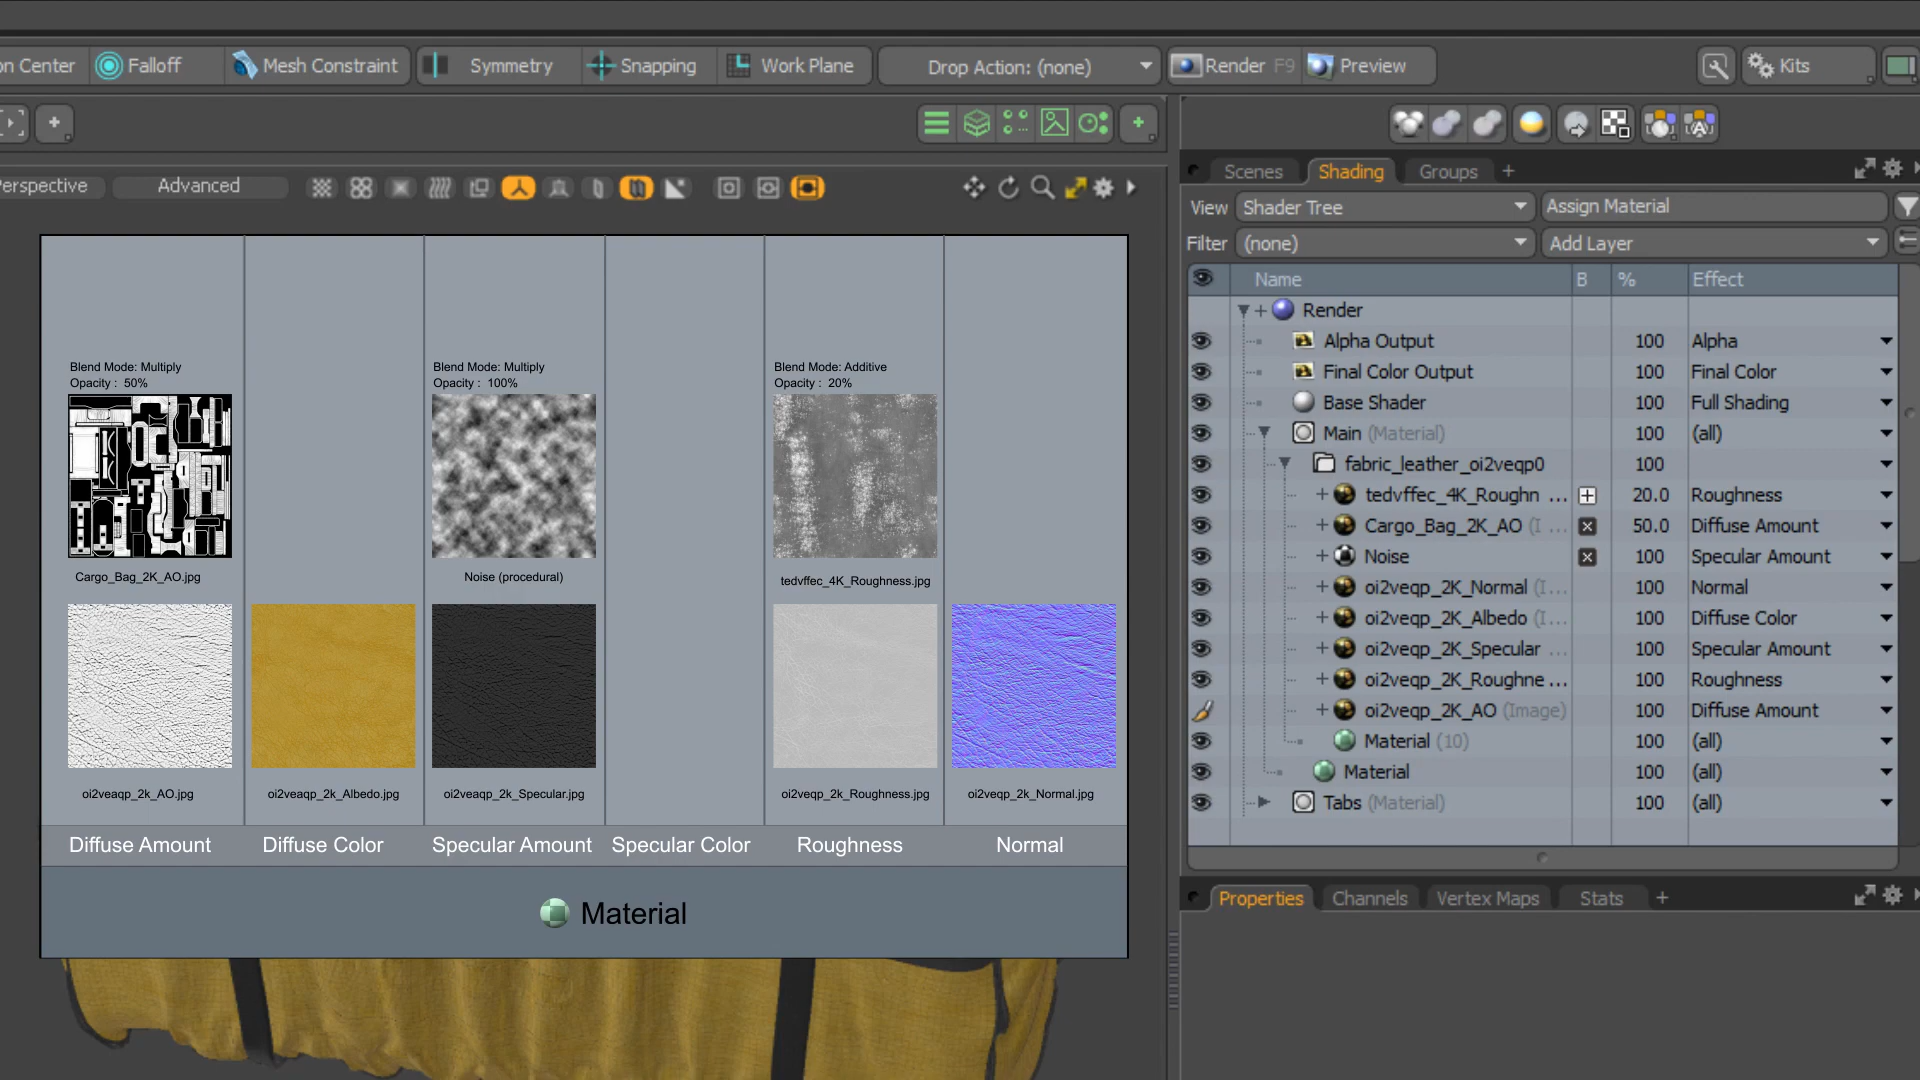 on Center
Falloff
Mesh Constraint
Symmetry
Snapping
Work Plane
Drop Action: (none)
Render F9
Preview
Kits
Perspective
Advanced
Scenes
Shading
Groups
View
Shader Tree
Assign Material
Filter
(none)
Add Layer
Name
B
%
Effect
Render
Alpha Output 100 Alpha
Final Color Output 100 Final Color
Base Shader 100 Full Shading
Main (Material) 100 (all)
fabric_leather_oi2veqp0 100
tedvffec_4K_Roughn ... 20.0 Roughness
Cargo_Bag_2K_AO (I ... 50.0 Diffuse Amount
Noise 100 Specular Amount
oi2veqp_2K_Normal (I... 100 Normal
oi2veqp_2K_Albedo (I... 100 Diffuse Color
oi2veqp_2K_Specular ... 100 Specular Amount
oi2veqp_2K_Roughne ... 100 Roughness
oi2veqp_2K_AO (Image) 100 Diffuse Amount
Material (10) 100 (all)
Material 100 (all)
Tabs (Material) 100 (all)
Properties
Channels
Vertex Maps
Stats
Blend Mode: Multiply
Opacity : 50%
Cargo_Bag_2K_AO.jpg
Blend Mode: Multiply
Opacity : 100%
Noise (procedural)
Blend Mode: Additive
Opacity : 20%
tedvffec_4K_Roughness.jpg
oi2veaqp_2k_AO.jpg
oi2veaqp_2k_Albedo.jpg
oi2veaqp_2k_Specular.jpg
oi2veqp_2k_Roughness.jpg
oi2veqp_2k_Normal.jpg
Diffuse Amount
Diffuse Color
Specular Amount
Specular Color
Roughness
Normal
Material